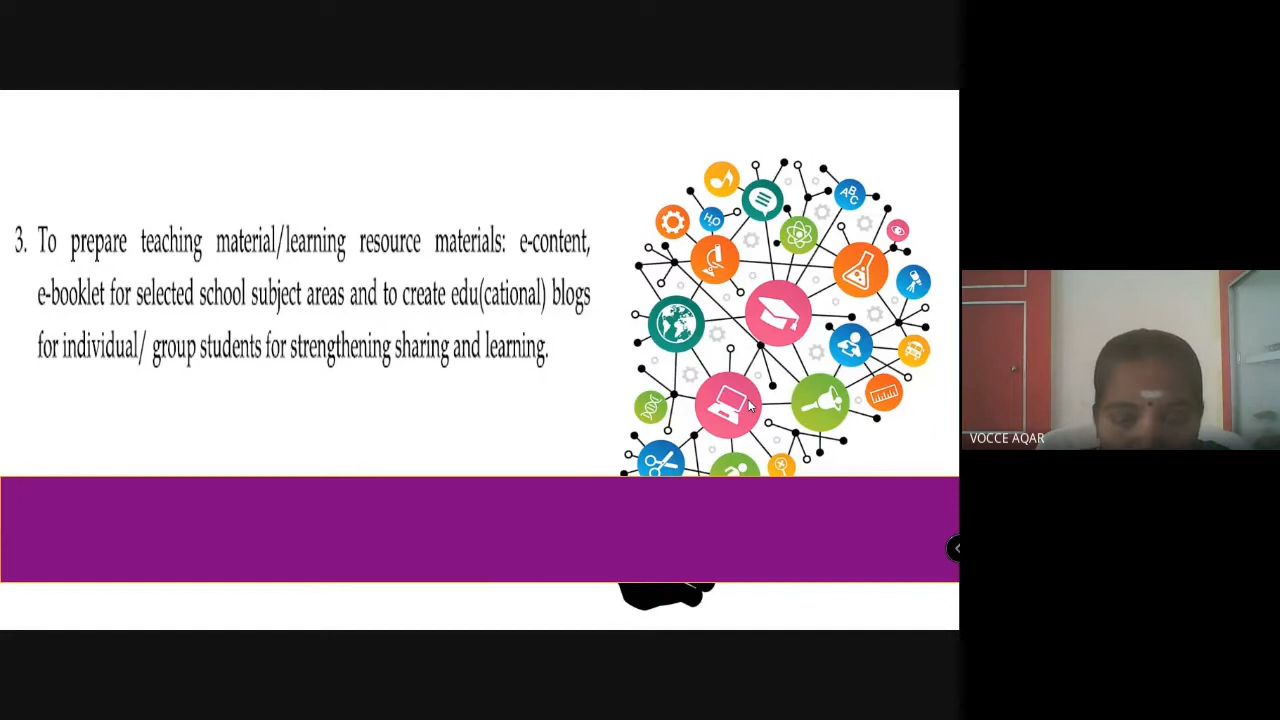 3. To prepare teaching material/learning resource materials: e-content,
e-booklet for selected school subject areas and to create edu(cational) blogs
for individual/ group students for strengthening sharing and learning.
H₂O
ABC
VOCCE AQAR